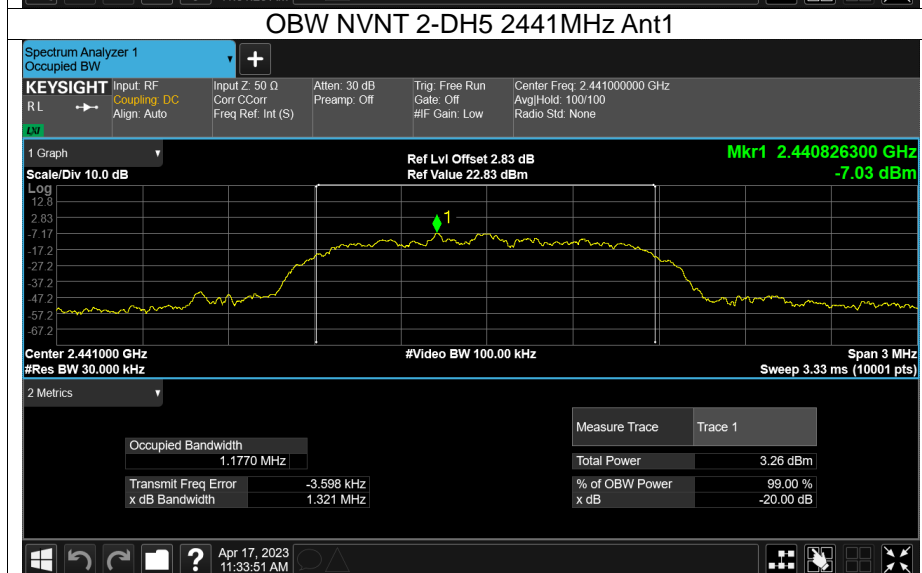 OBW NVNT 2-DH5 2441MHz Ant1
Spectrum Analyzer 1
Occupied BW
KEYSIGHT Input: RF Input Z: 50 Ω Atten: 30 dB Trig: Free Run Center Freq: 2.441000000 GHz
RL Coupling: DC Corr CCorr Preamp: Off Gate: Off Avg|Hold: 100/100
Align: Auto Freq Ref: Int (S) #IF Gain: Low Radio Std: None
LXI
1 Graph Ref Lvl Offset 2.83 dB Mkr1 2.440826300 GHz
Scale/Div 10.0 dB Ref Value 22.83 dBm -7.03 dBm
Log
12.8
2.83
1
-7.17
-17.2
-27.2
-37.2
-47.2
-57.2
-67.2
Center 2.441000 GHz #Video BW 100.00 kHz Span 3 MHz
#Res BW 30.000 kHz Sweep 3.33 ms (10001 pts)
2 Metrics
Measure Trace Trace 1
Occupied Bandwidth
1.1770 MHz Total Power 3.26 dBm
Transmit Freq Error -3.598 kHz % of OBW Power 99.00 %
x dB Bandwidth 1.321 MHz x dB -20.00 dB
? Apr 17, 2023
11:33:51 AM